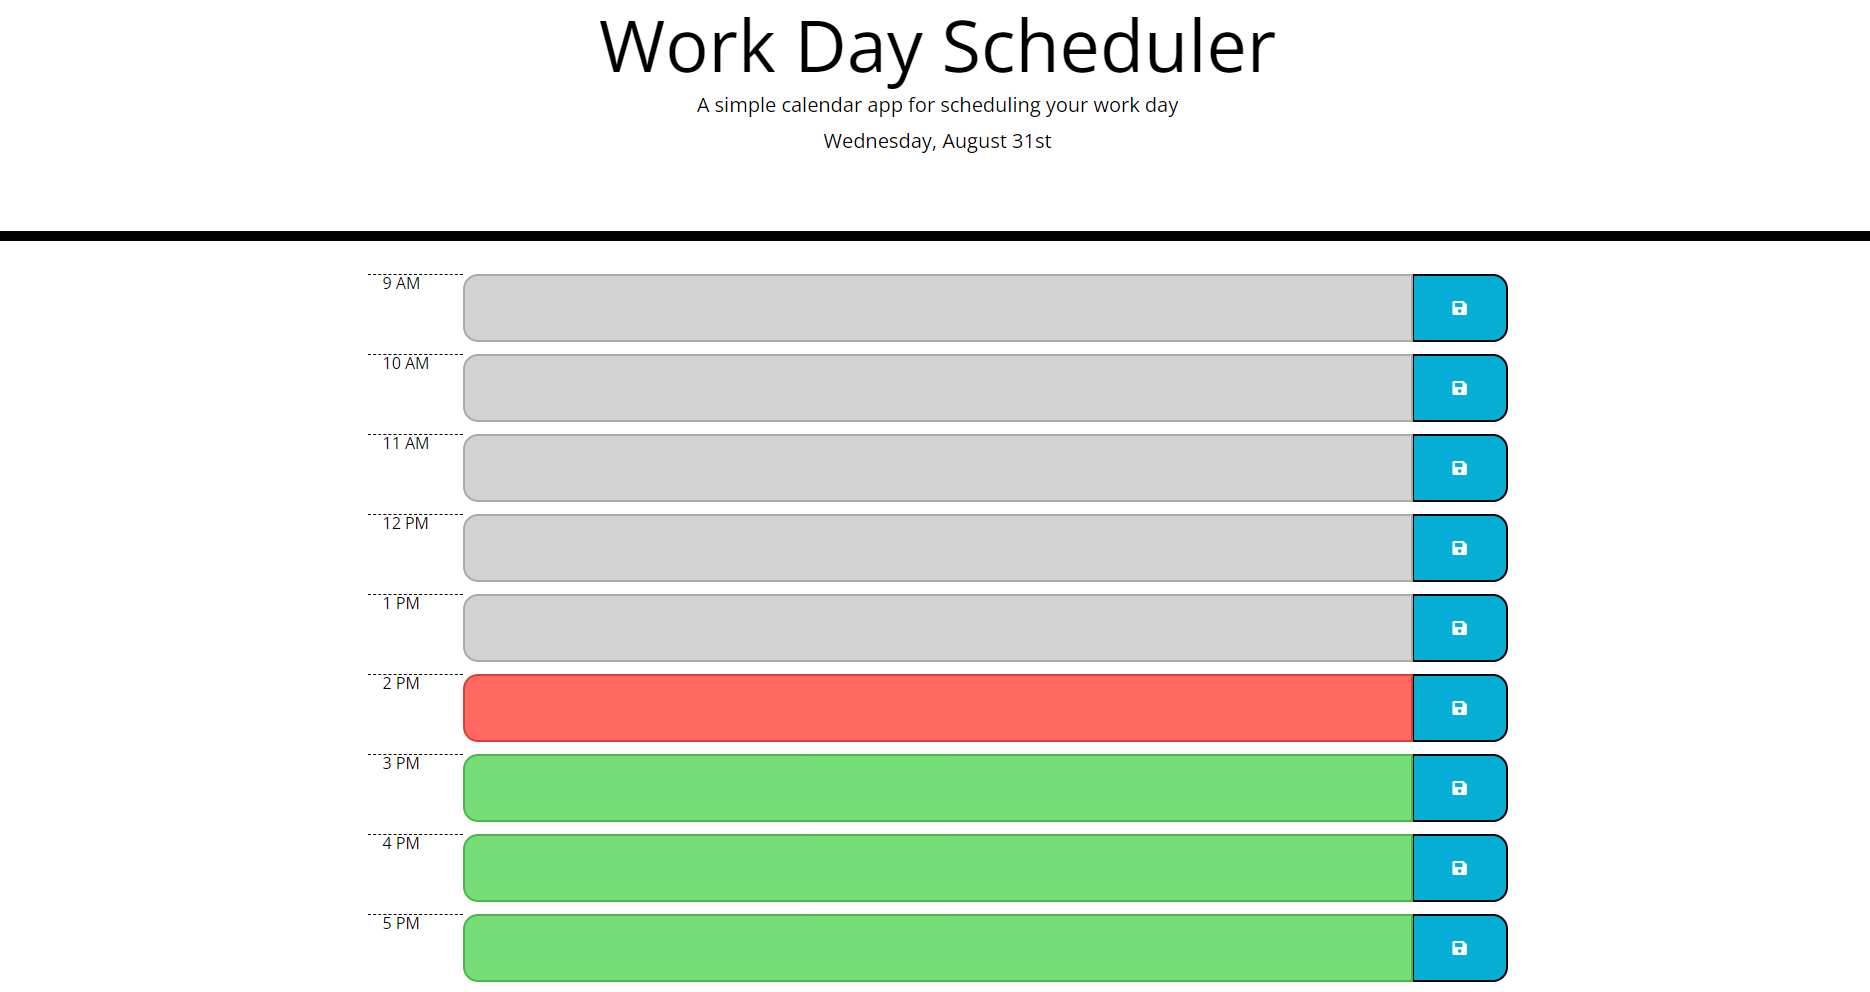 Work Day Scheduler
A simple calendar app for scheduling your work day
Wednesday, August 31st
9 AM
10 AM
11 AM
12 PM
1 PM
2 PM
3 PM
4 PM
5 PM